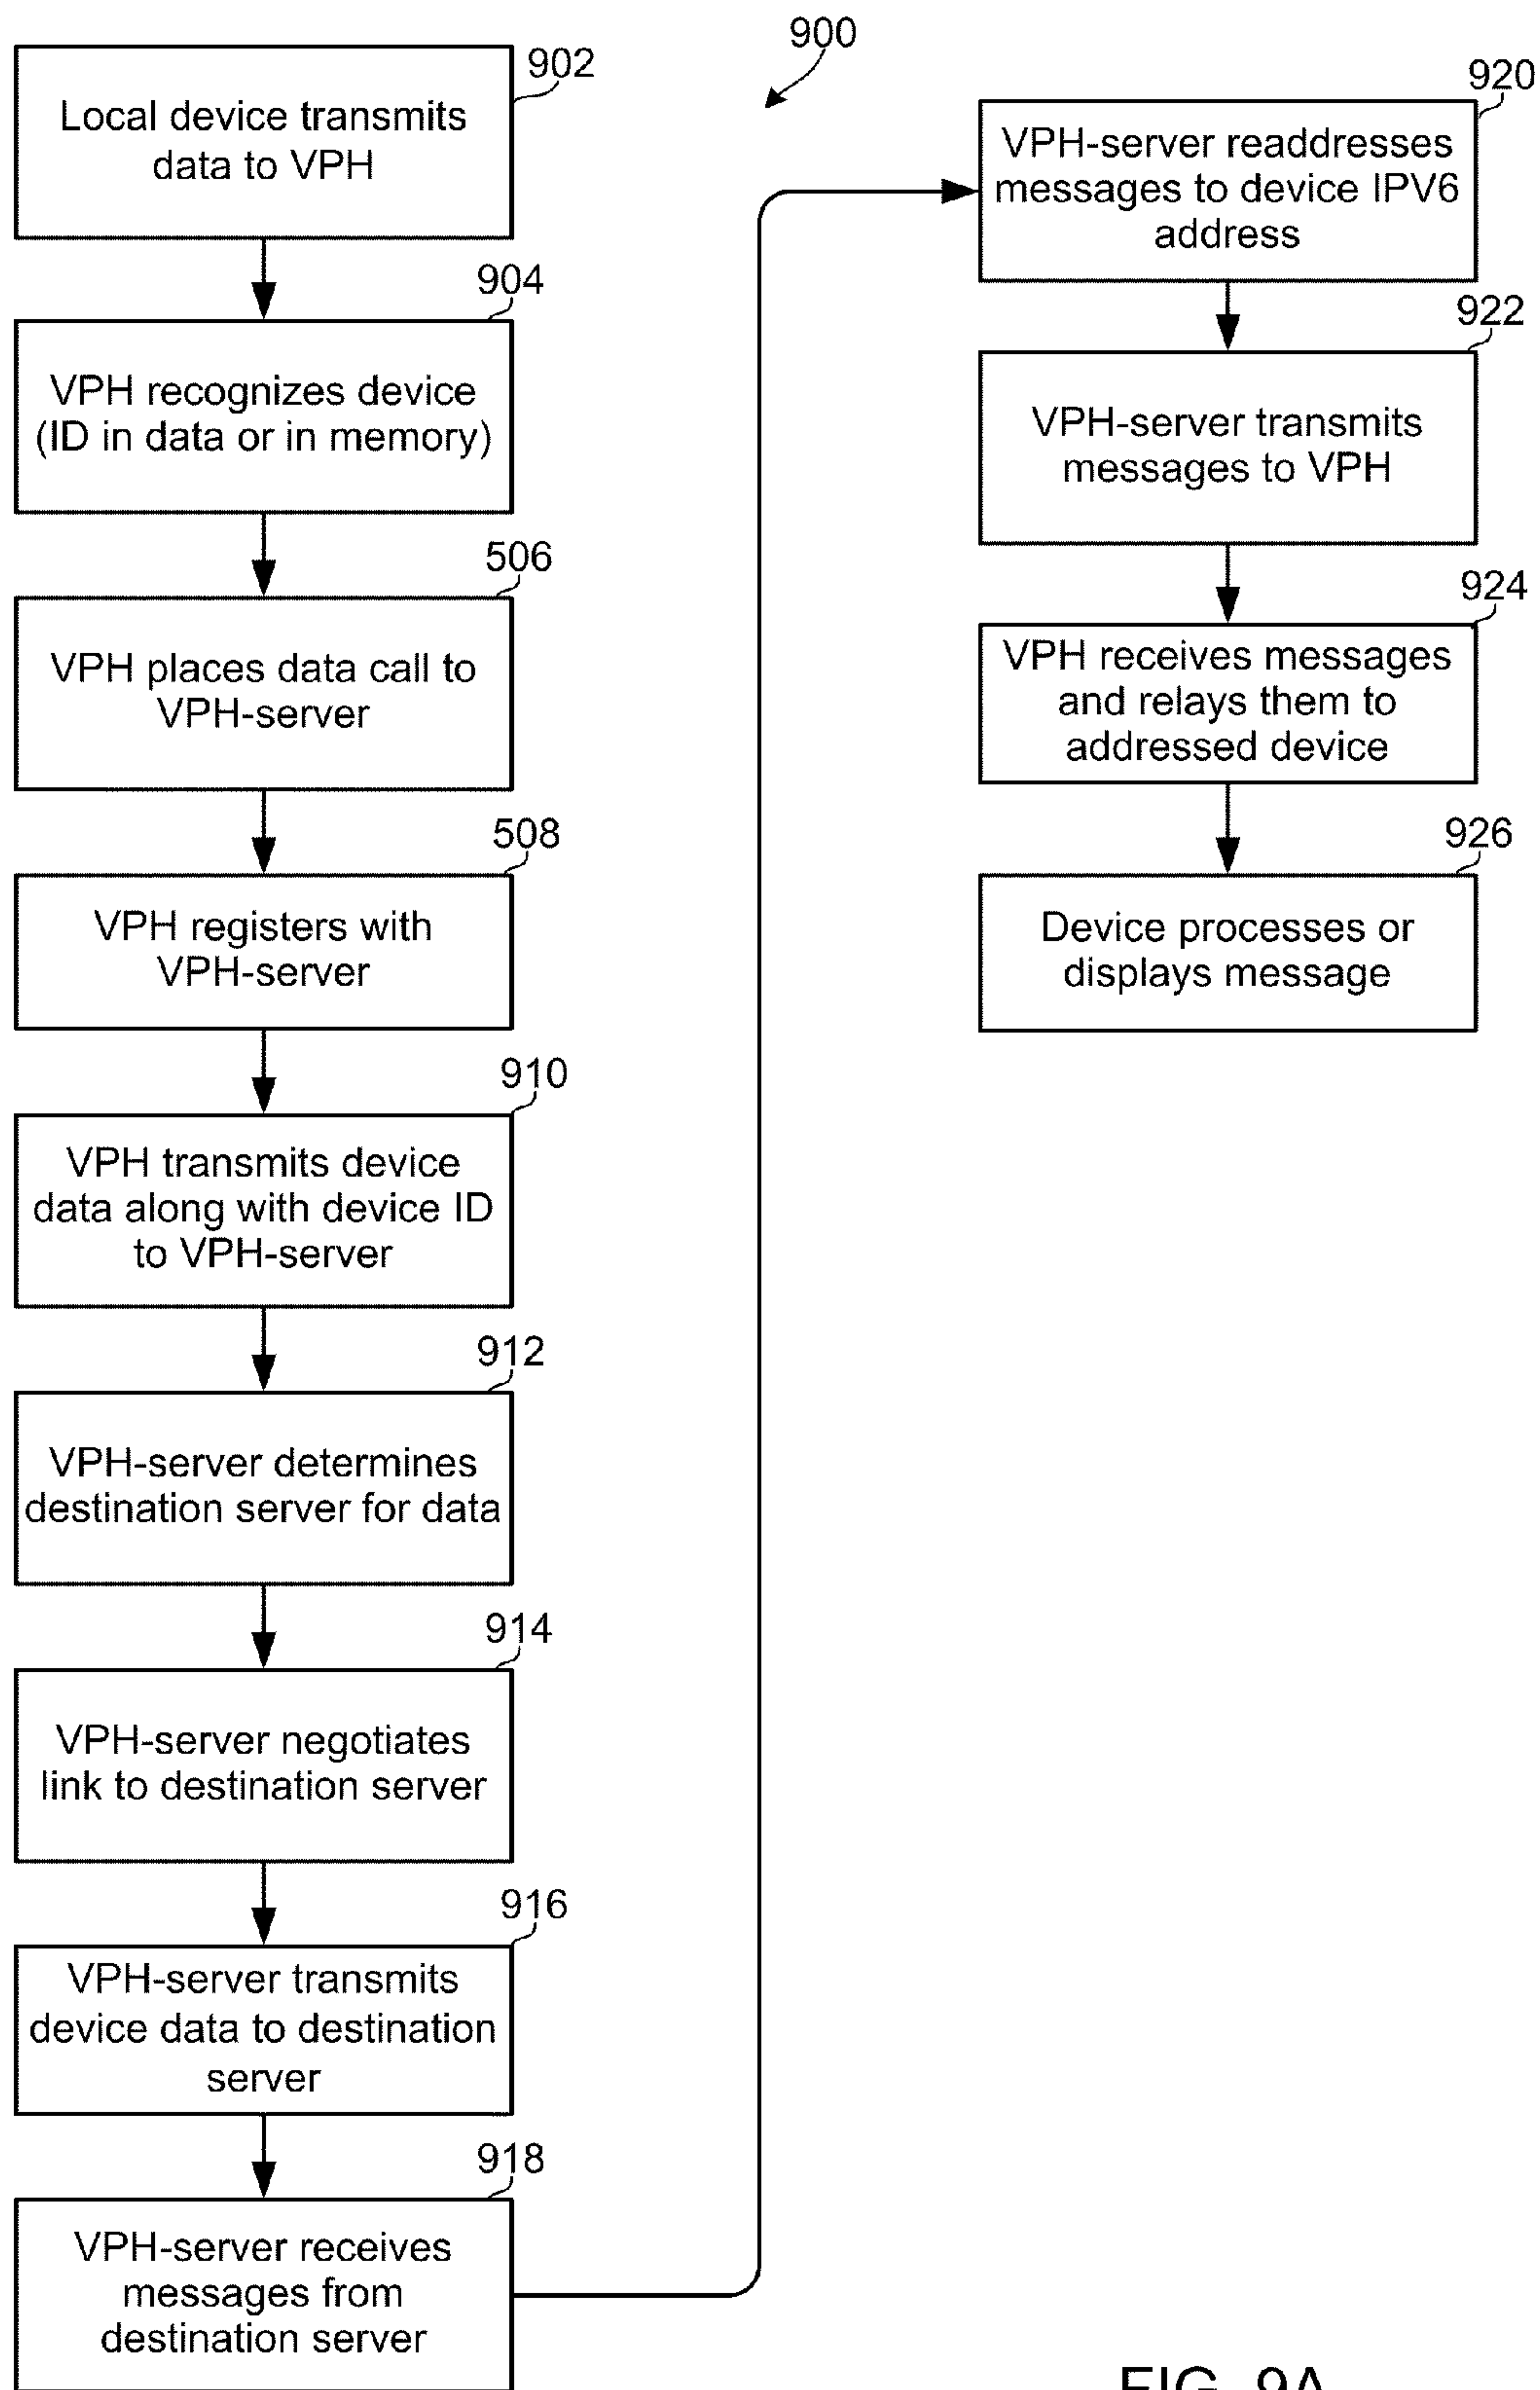 900
902
Local device transmits
data to VPH
904
VPH recognizes device
(ID in data or in memory)
506
VPH places data call to
VPH-server
508
VPH registers with
VPH-server
910
VPH transmits device
data along with device ID
to VPH-server
912
VPH-server determines
destination server for data
914
VPH-server negotiates
link to destination server
916
VPH-server transmits
device data to destination
server
918
VPH-server receives
messages from
destination server
920
VPH-server readdresses
messages to device IPV6
address
922
VPH-server transmits
messages to VPH
924
VPH receives messages
and relays them to
addressed device
926
Device processes or
displays message
FIG. 9A